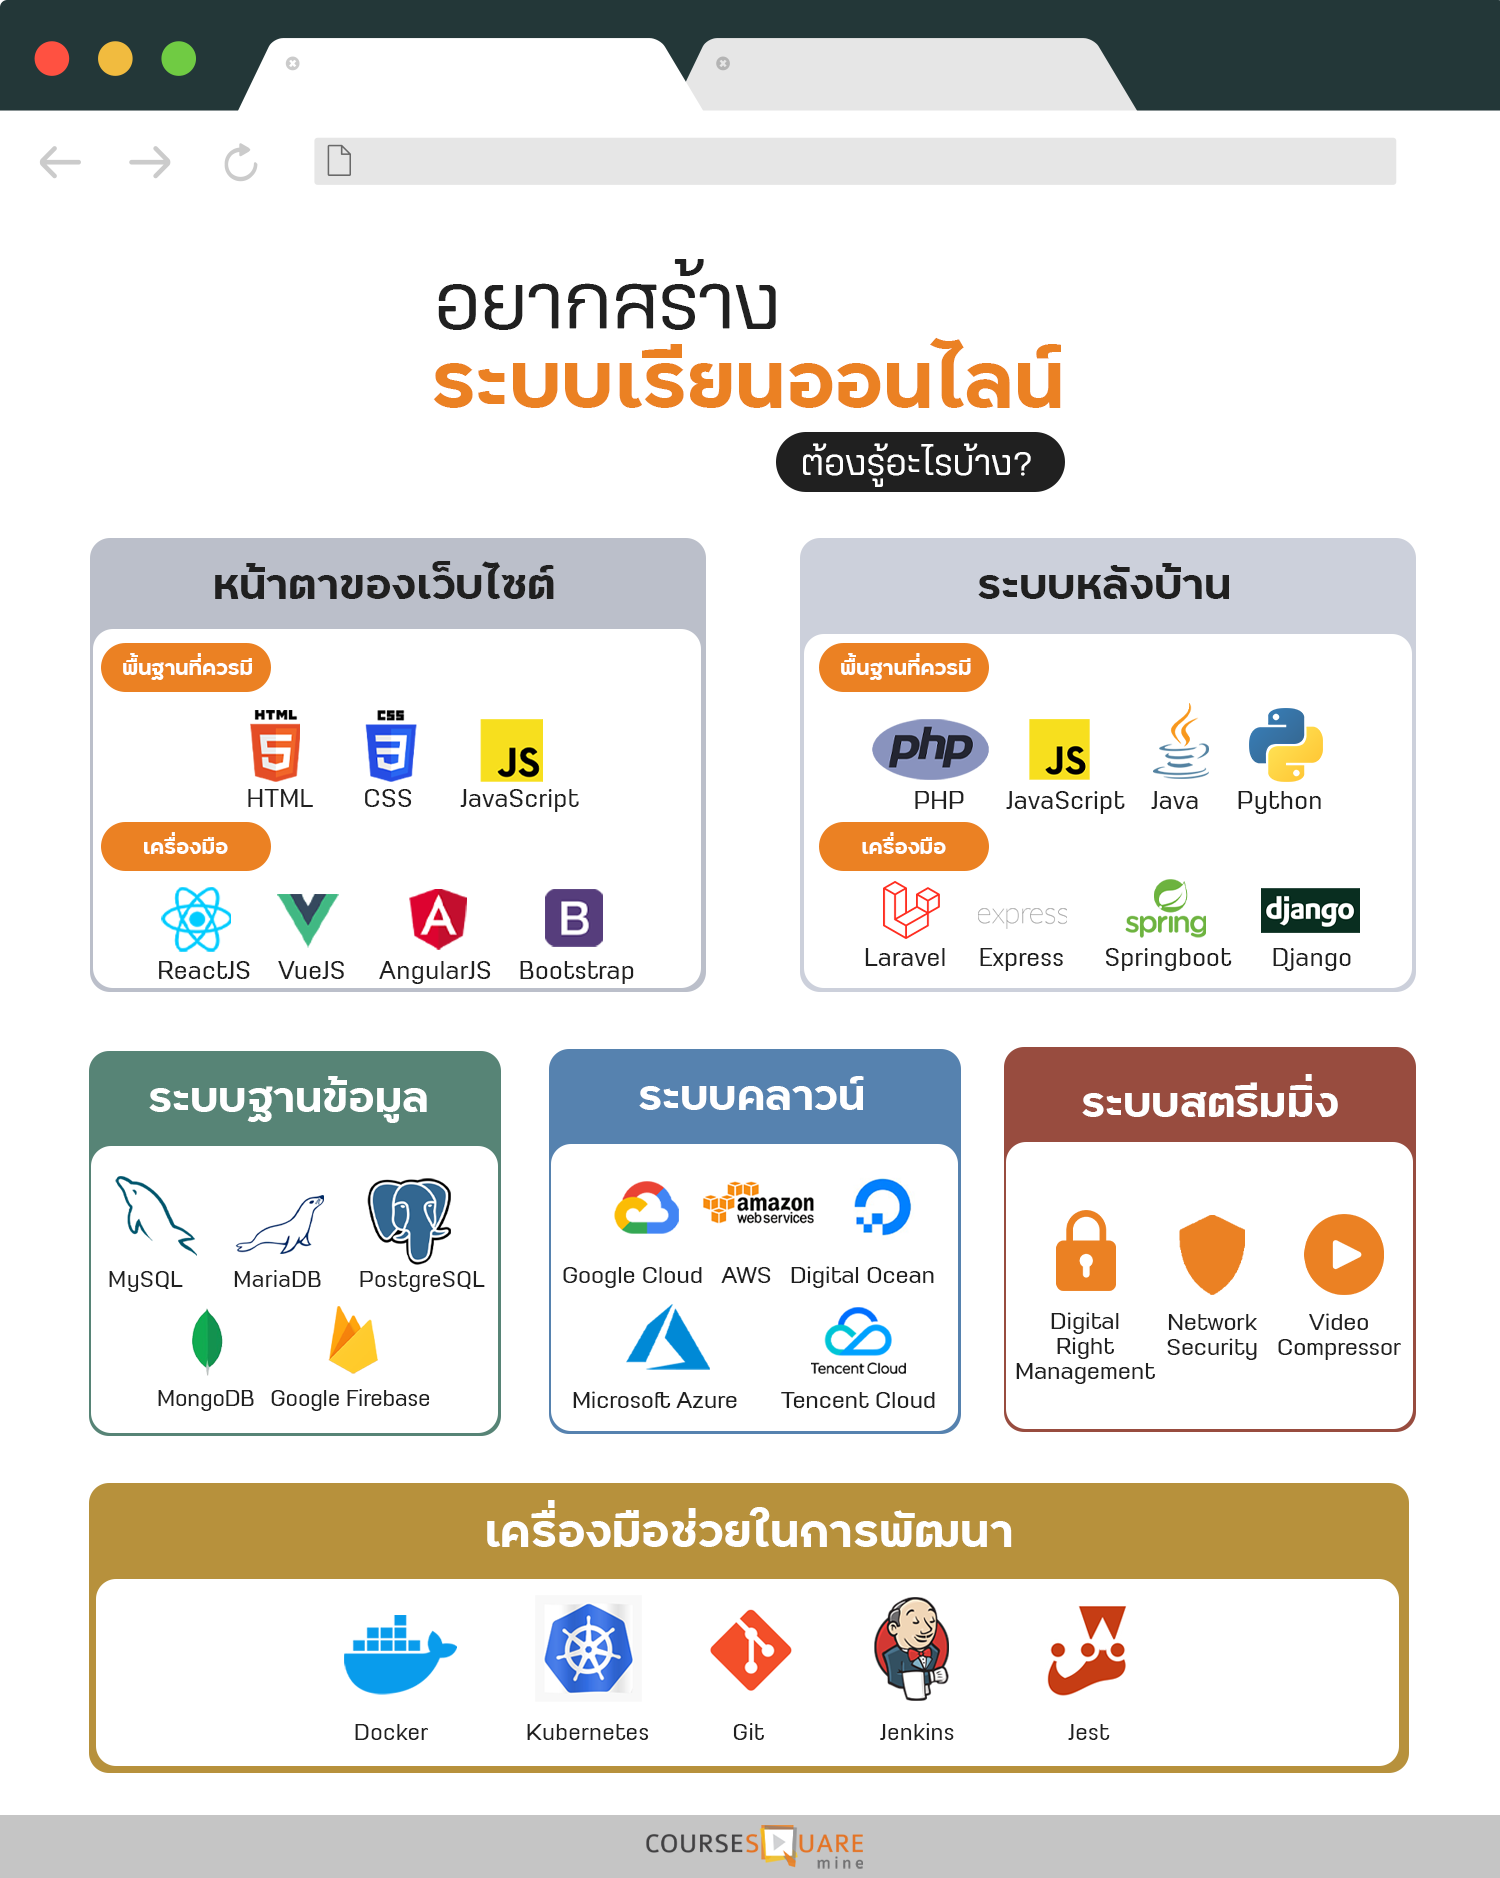 อยากสร้าง
ระบบเรียนออนไลน์
ต้องรู้อะไรบ้าง?
หน้าตาของเว็บไซต์
พื้นฐานที่ควรมี
HTML
CSS
JS
HTML
CSS
JavaScript
เครื่องมือ
A
B
ReactJS
VueJS
AngularJS
Bootstrap
ระบบหลังบ้าน
พื้นฐานที่ควรมี
php
JS
PHP
JavaScript
Java
Python
เครื่องมือ
express
spring
django
Laravel
Express
Springboot
Django
ระบบฐานข้อมูล
MySQL
MariaDB
PostgreSQL
MongoDB
Google Firebase
ระบบคลาวน์
amazon
webservices
Google Cloud
AWS
Digital Ocean
Tencent Cloud
Microsoft Azure
Tencent Cloud
ระบบสตรีมมิ่ง
Digital
Right
Management
Network
Security
Video
Compressor
เครื่องมือช่วยในการพัฒนา
Docker
Kubernetes
Git
Jenkins
Jest
COURSESQUARE
mine